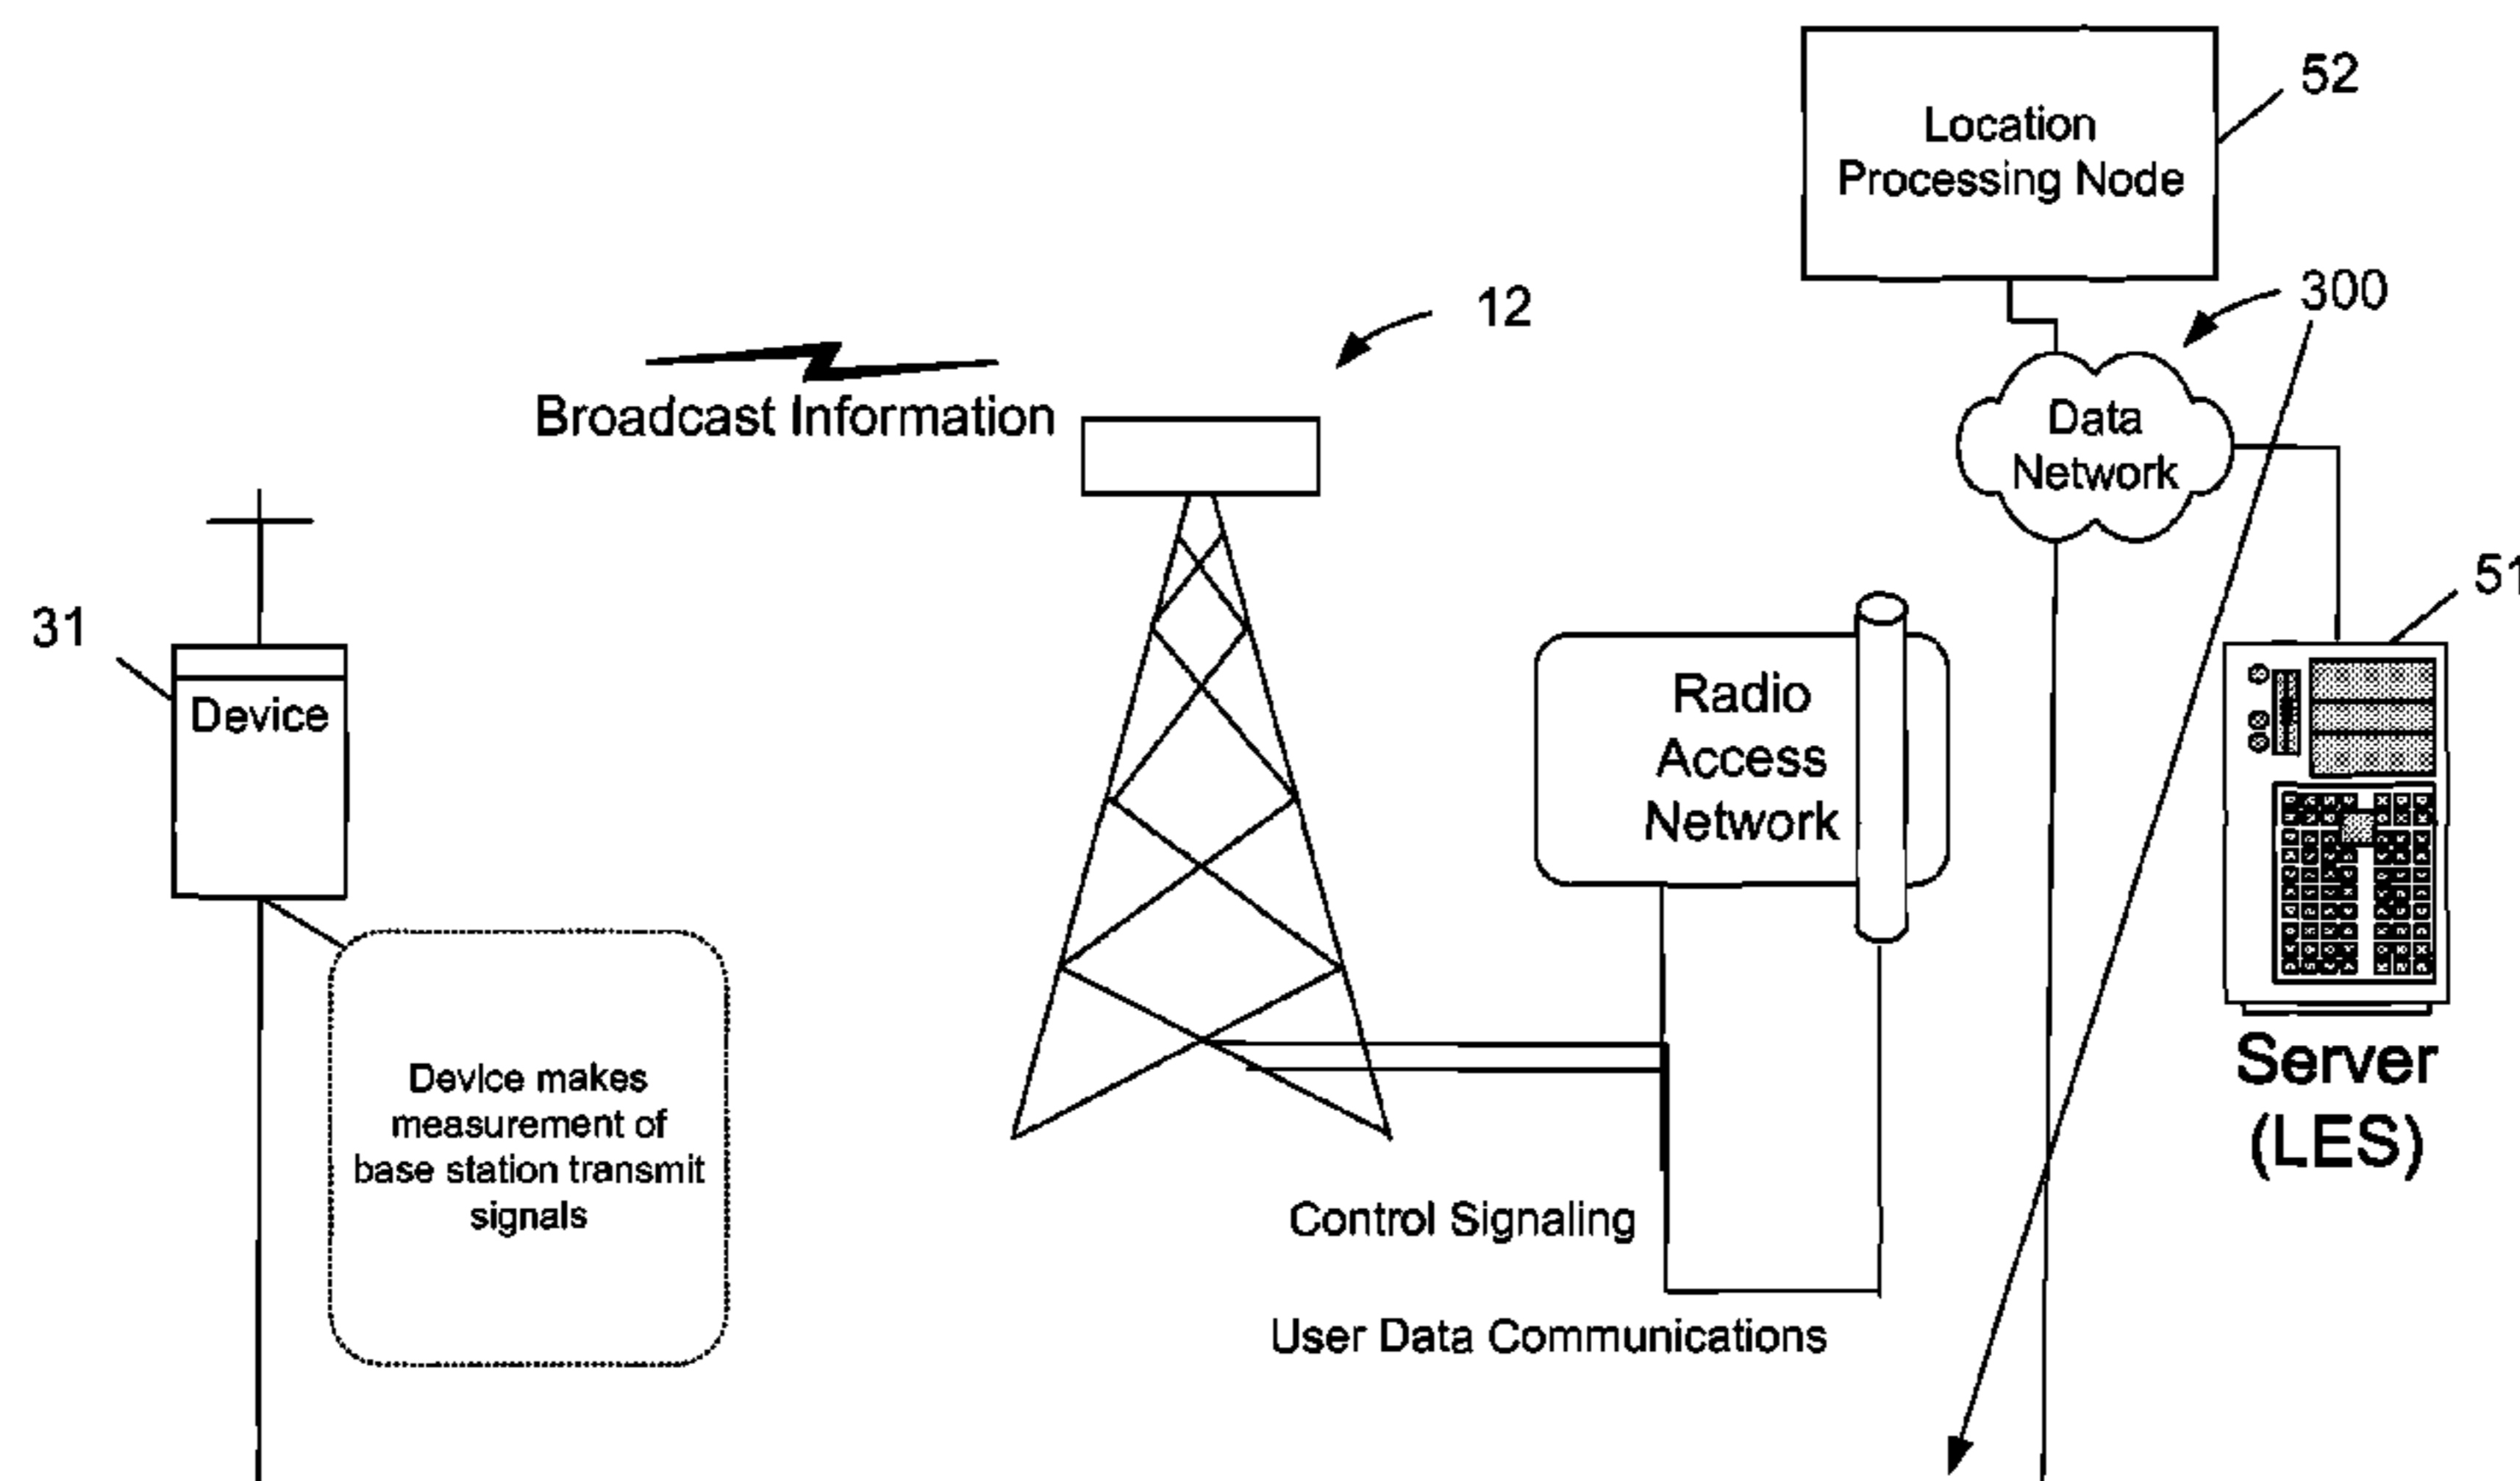 52
Location
Processing Node
300
12
Broadcast Information
Data
Network
51
31
Device
Radio
Access
Network
Server
(LES)
Device makes
measurement of
base station transmit
signals
Control Signaling
User Data Communications